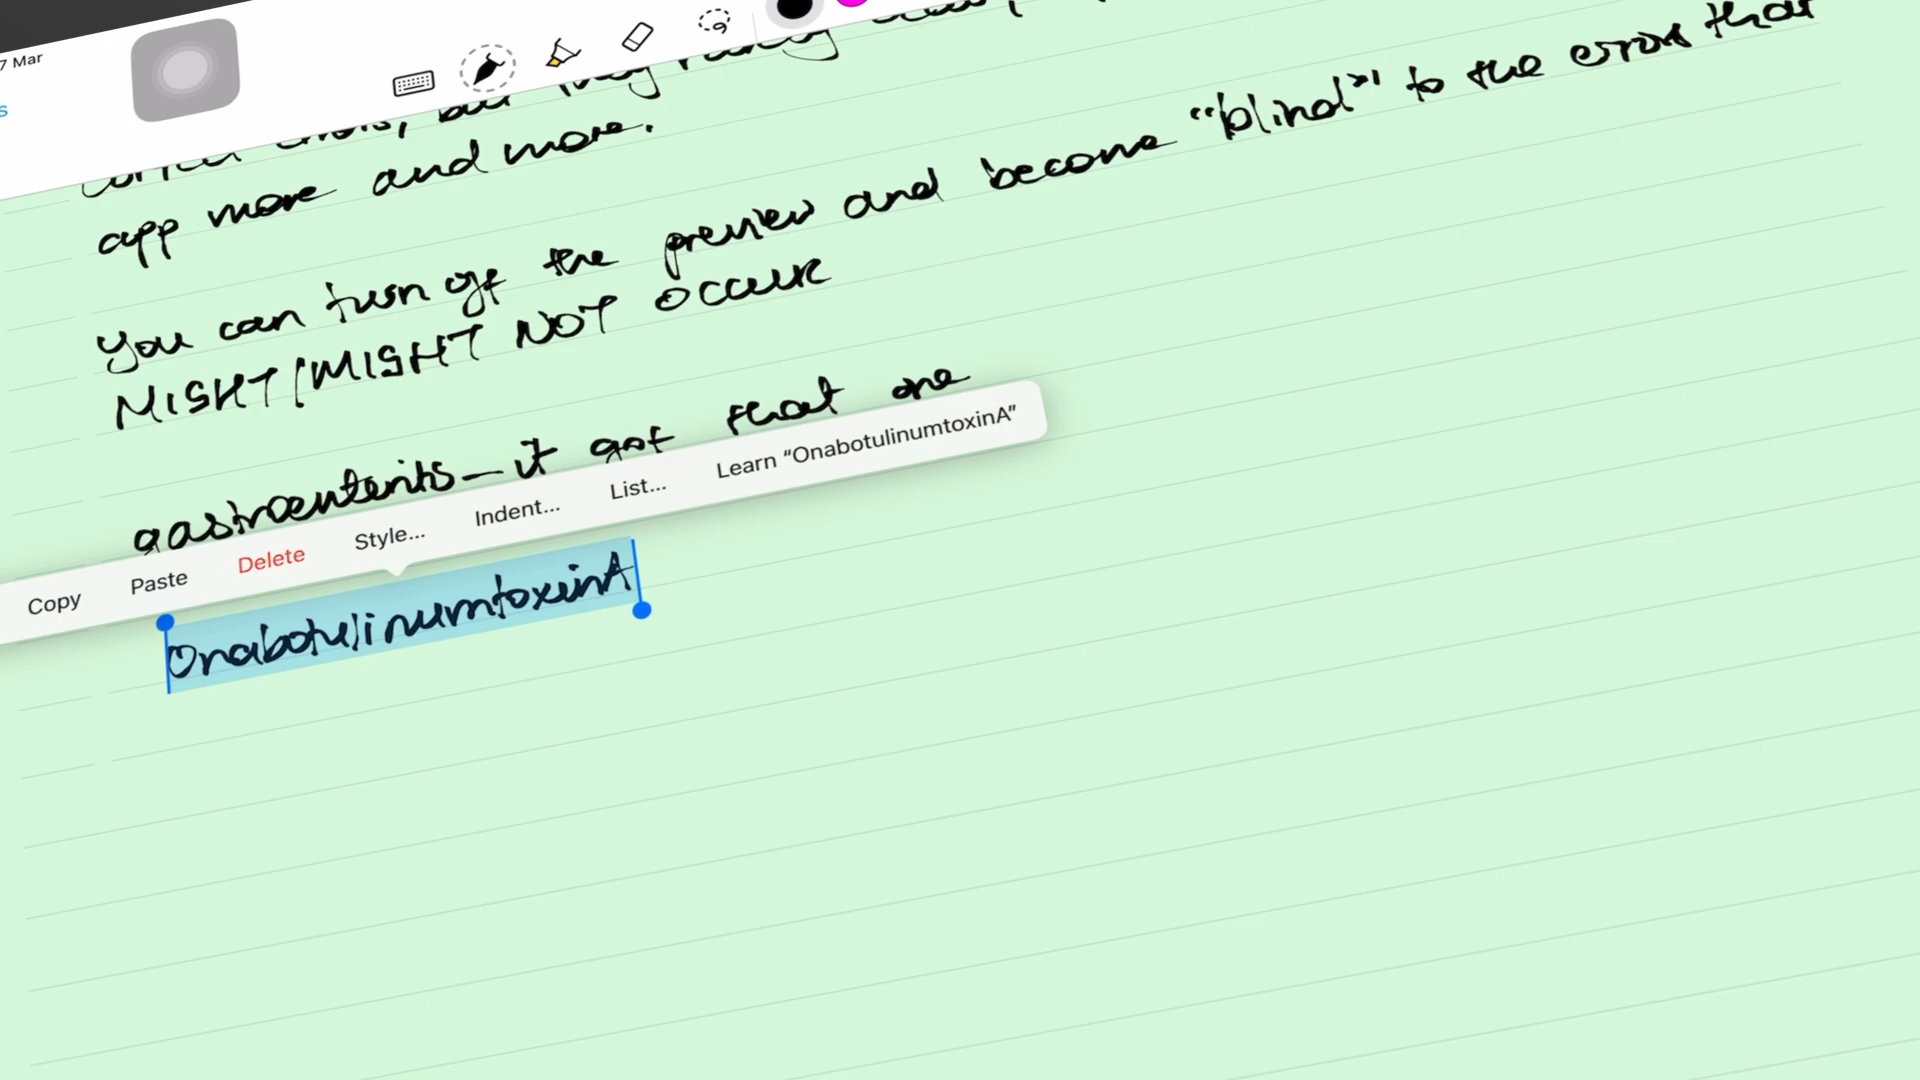 7 Mar
s
app more and more.
You can turn off the preview and become "blind" to the errors that
MIGHT/MIGHT NOT OCCUR
gastroenteritis - it got that one
Copy Paste Delete Style... Indent... List... Learn “OnabotulinumtoxinA”
OnabotulinumtoxinA